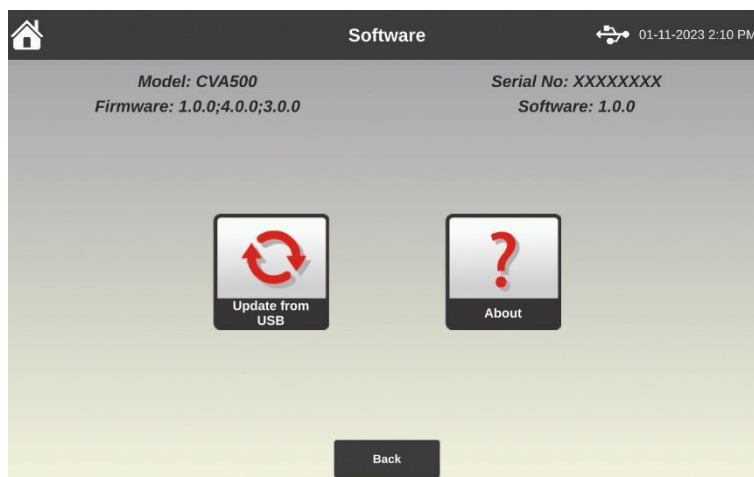 Software
01-11-2023 2:10 PM
Model: CVA500
Serial No: XXXXXXXX
Firmware: 1.0.0;4.0.0;3.0.0
Software: 1.0.0
Update from
USB
?
About
Back